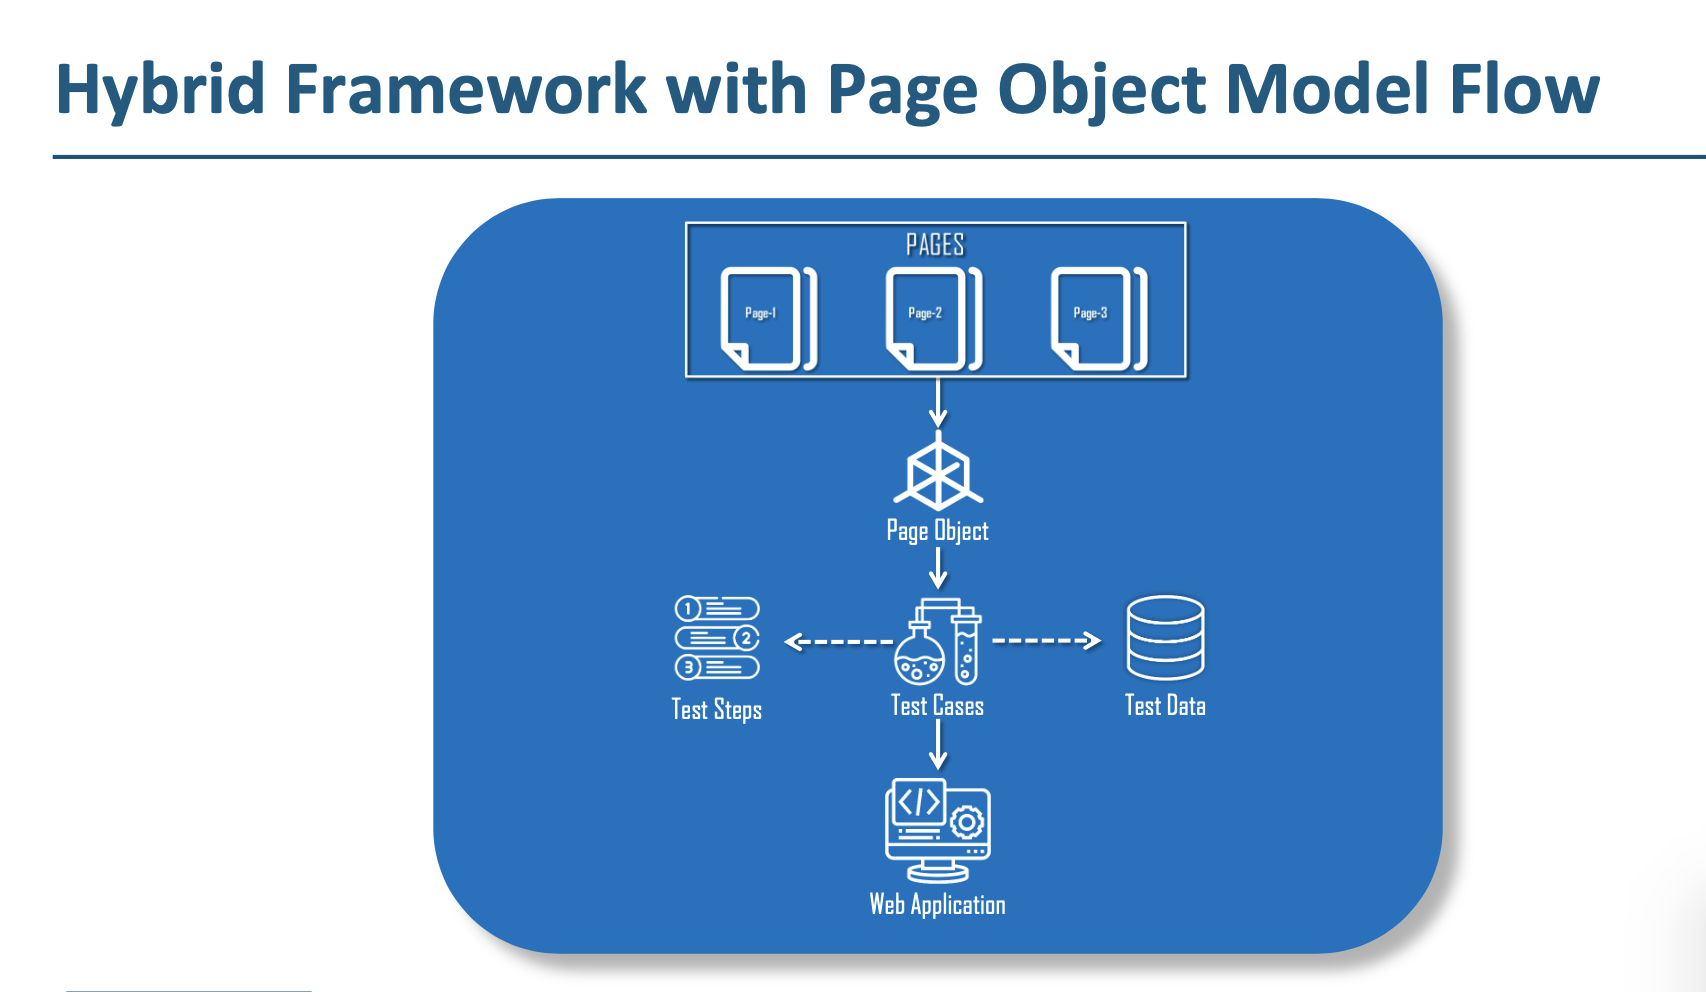 Hybrid Framework with Page Object Model Flow
PAGES
Page-1
Page-2
Page-3
Page Object
1
2
3
Test Steps
Test Cases
Test Data
</>
Web Application